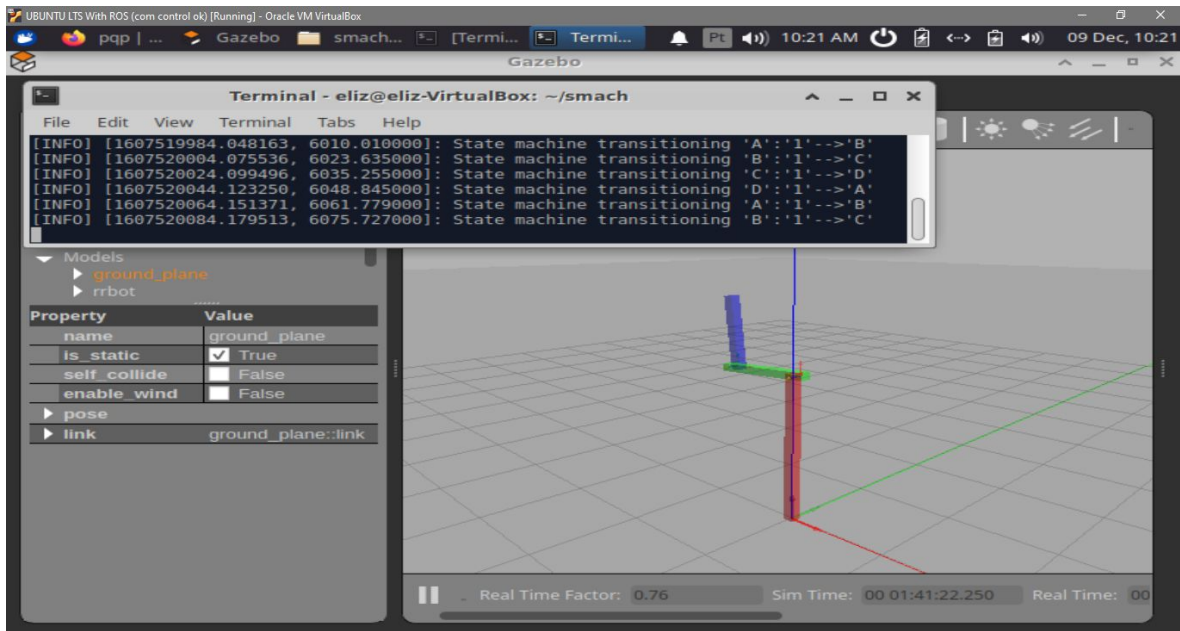 UBUNTU LTS With ROS (com control ok) [Running] - Oracle VM VirtualBox
pqp | ... Gazebo smach... [Termi... Termi... Pt 10:21 AM 09 Dec, 10:21
Gazebo
Terminal - eliz@eliz-VirtualBox: ~/smach
File Edit View Terminal Tabs Help
[INFO] [1607519984.048163, 6010.010000]: State machine transitioning 'A':'1'-->'B'
[INFO] [1607520004.075536, 6023.635000]: State machine transitioning 'B':'1'-->'C'
[INFO] [1607520024.099496, 6035.255000]: State machine transitioning 'C':'1'-->'D'
[INFO] [1607520044.123250, 6048.845000]: State machine transitioning 'D':'1'-->'A'
[INFO] [1607520064.151371, 6061.779000]: State machine transitioning 'A':'1'-->'B'
[INFO] [1607520084.179513, 6075.727000]: State machine transitioning 'B':'1'-->'C'
Models
ground_plane
rrbot
Property Value
name ground_plane
is_static True
self_collide False
enable_wind False
pose
link ground_plane::link
Real Time Factor: 0.76 Sim Time: 00 01:41:22.250 Real Time: 00